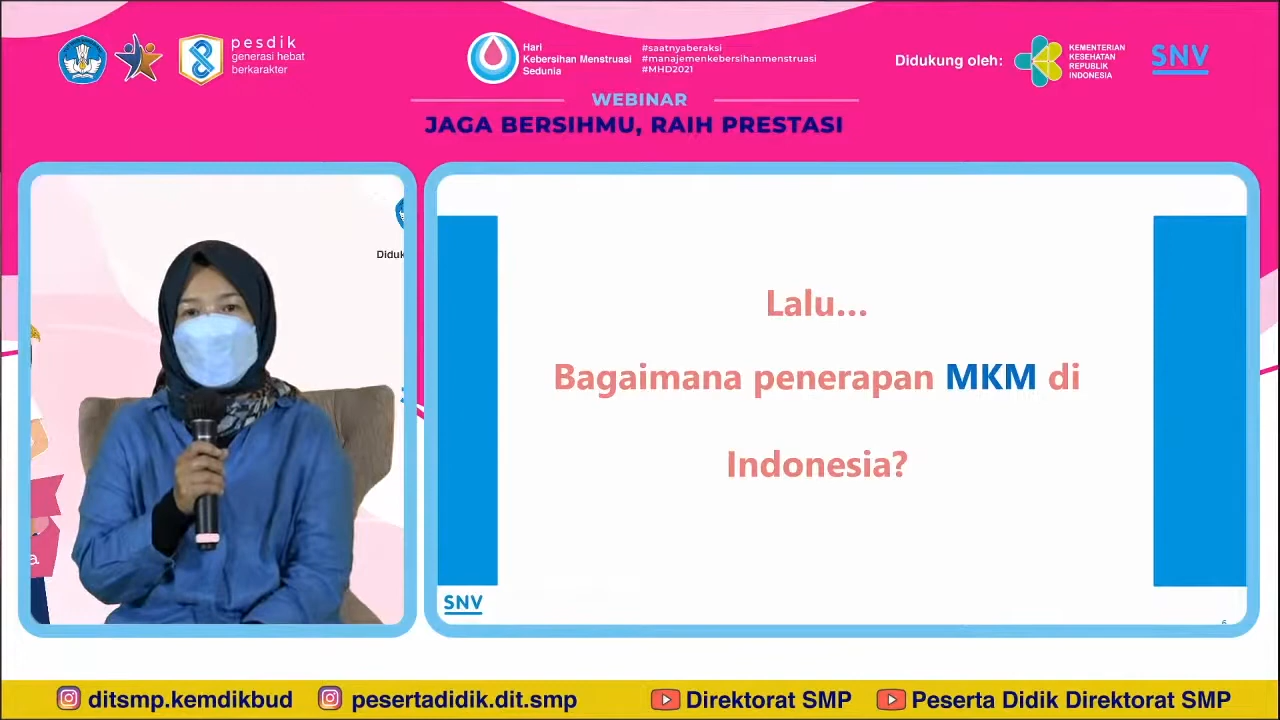 pesdik
generasi hebat
berkarakter
Hari
Kebersihan Menstruasi
Sedunia
#saatnyaberaksi
#manajemenkebersihanmenstruasi
#MHD2021
Didukung oleh:
KEMENTERIAN
KESEHATAN
REPUBLIK
INDONESIA
SNV
WEBINAR
JAGA BERSIHMU, RAIH PRESTASI
Diduk
a
Lalu...
Bagaimana penerapan MKM di
Indonesia?
SNV
6
ditsmp.kemdikbud
pesertadidik.dit.smp
Direktorat SMP
Peserta Didik Direktorat SMP